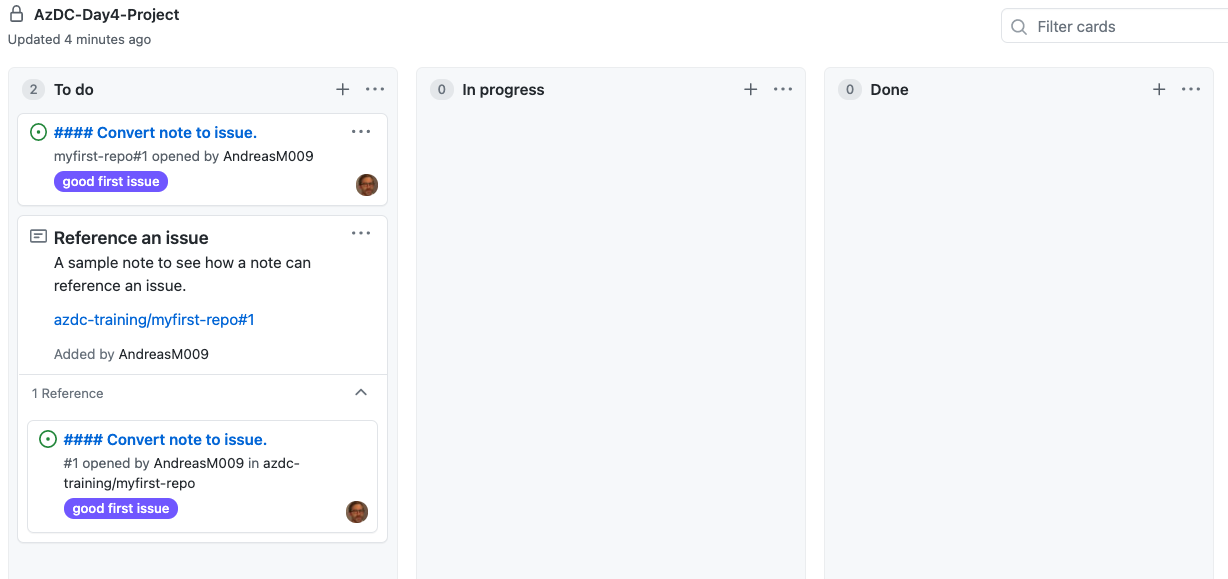 AzDC-Day4-Project
Updated 4 minutes ago
Filter cards
2 To do
#### Convert note to issue.
myfirst-repo#1 opened by AndreasM009
good first issue
Reference an issue
A sample note to see how a note can
reference an issue.
azdc-training/myfirst-repo#1
Added by AndreasM009
1 Reference
#### Convert note to issue.
#1 opened by AndreasM009 in azdc-
training/myfirst-repo
good first issue
0 In progress
0 Done